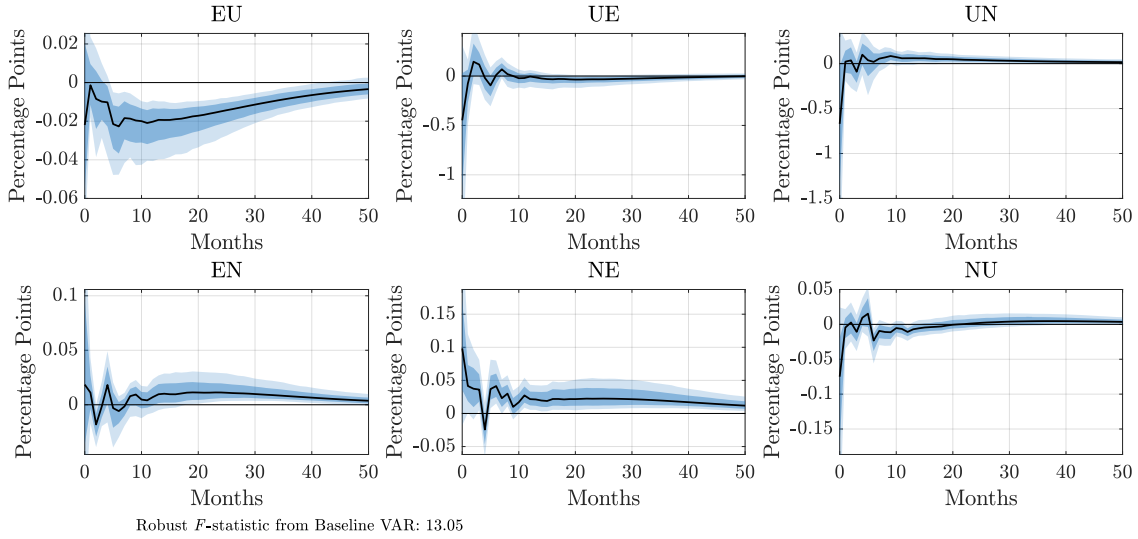 EU UE UN
Percentage Points Percentage Points Percentage Points
0.02 0 -0.02 -0.04 -0.06
0 -0.5 -1
0 -0.5 -1 -1.5
0 10 20 30 40 50 0 10 20 30 40 50 0 10 20 30 40 50
Months Months Months
EN NE NU
Percentage Points Percentage Points Percentage Points
0.1 0.05 0
0.15 0.1 0.05 0 -0.05
0.05 0 -0.05 -0.1 -0.15
0 10 20 30 40 50 0 10 20 30 40 50 0 10 20 30 40 50
Months Months Months
Robust F-statistic from Baseline VAR: 13.05